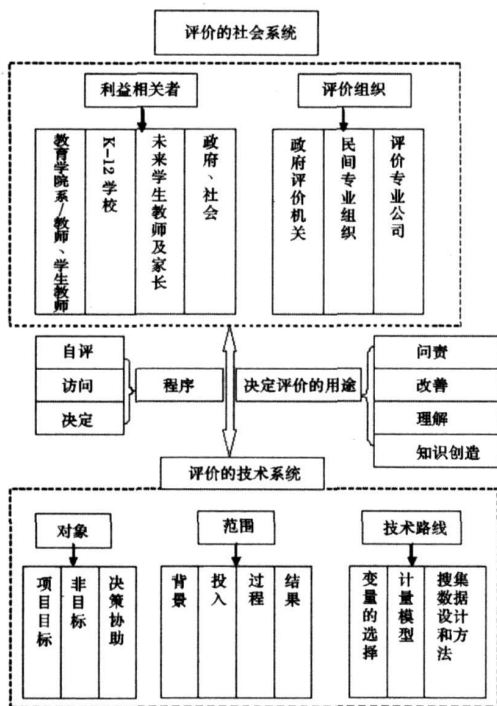 评价的社会系统
利益相关者
评价组织
教育学院系/教师、学生教师
K-12学校
未来学生教师及家长
政府、社会
政府评价机关
民间专业组织
评价专业公司
自评
访问
决定
程序
决定评价的用途
问责
改善
理解
知识创造
评价的技术系统
对象
范围
技术路线
项目目标
非目标
决策协助
背景
投入
过程
结果
变量的选择
计量模型
搜数设和法
集据计方